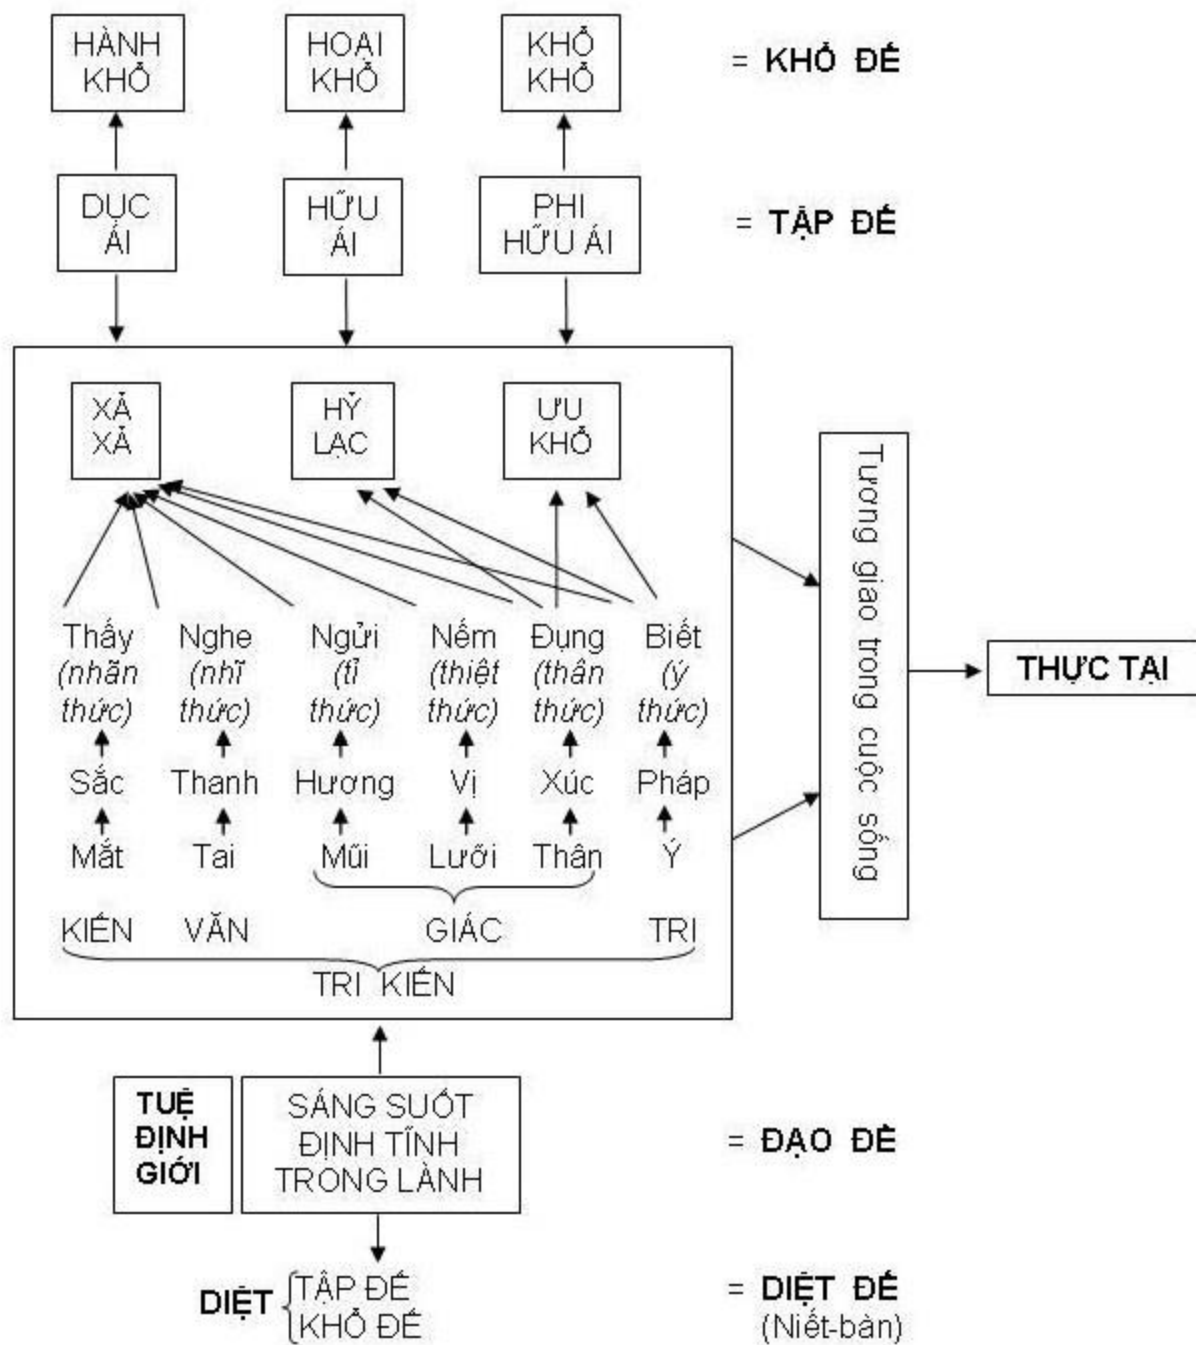 HÀNH KHỔ
HOẠI KHỔ
KHỔ KHỔ
= KHỔ ĐẾ
DỤC ÁI
HỮU ÁI
PHI HỮU ÁI
= TẬP ĐẾ
XẢ XẢ
HỶ LẠC
ƯU KHỔ
Tương giao trong cuộc sống
THỰC TẠI
Thấy (nhãn thức)
Nghe (nhĩ thức)
Ngửi (tỉ thức)
Nếm (thiệt thức)
Đụng (thân thức)
Biết (ý thức)
Sắc Thanh Hương Vị Xúc Pháp
Mắt Tai Mũi Lưỡi Thân Ý
KIẾN VĂN GIÁC TRI
TRI KIẾN
TUỆ
ĐỊNH
GIỚI
SÁNG SUỐT
ĐỊNH TĨNH
TRONG LÀNH
= ĐẠO ĐẾ
DIỆT
TẬP ĐẾ
KHỔ ĐẾ
= DIỆT ĐẾ
(Niết-bàn)